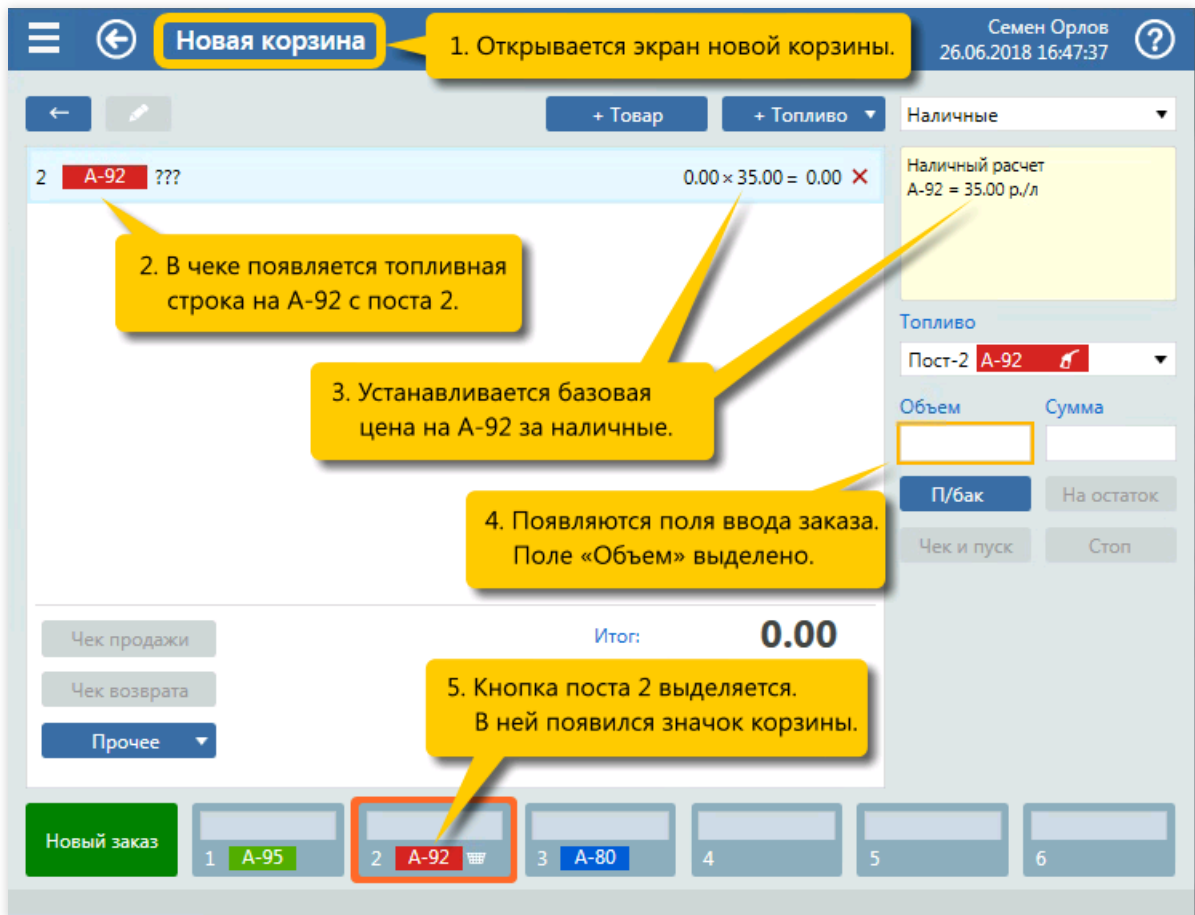 Новая корзина
1. Открывается экран новой корзины.
Семен Орлов
26.06.2018 16:47:37
?
+ Товар
+ Топливо
Наличные
2 А-92 ???
0.00 × 35.00 = 0.00
Наличный расчет
А-92 = 35.00 р./л
2. В чеке появляется топливная
строка на А-92 с поста 2.
Топливо
Пост-2 А-92
3. Устанавливается базовая
цена на А-92 за наличные.
Объем
Сумма
П/бак
На остаток
4. Появляются поля ввода заказа.
Поле «Объем» выделено.
Чек и пуск
Стоп
Чек продажи
Итог:
0.00
Чек возврата
5. Кнопка поста 2 выделяется.
В ней появился значок корзины.
Прочее
Новый заказ
1 А-95
2 А-92
3 А-80
4
5
6